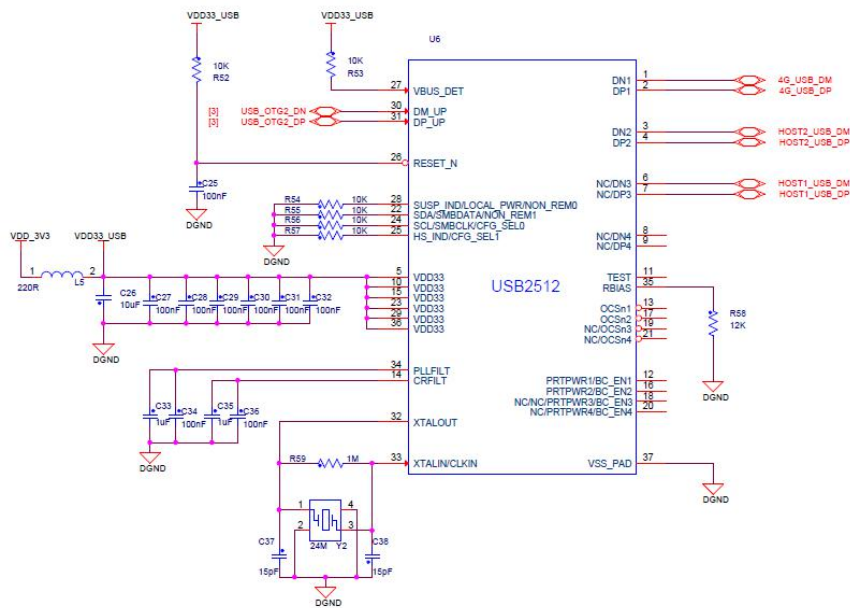 VDD33_USB
VDD33_USB
U6
10K
R52
10K
R53
27
VBUS_DET
[3]
USB_OTG2_DN
30
DM_UP
[3]
USB_OTG2_DP
31
DP_UP
26
RESET_N
C25
100nF
DGND
R54
10K
28
SUSP_IND/LOCAL_PWR/NON_REM0
R55
10K
22
SDA/SMBDATA/NON_REM1
R56
10K
24
SCL/SMBCLK/CFG_SEL0
R57
10K
25
HS_IND/CFG_SEL1
DGND
VDD_3V3
VDD33_USB
1
2
220R
L5
C26
10uF
C27
100nF
C28
100nF
C29
100nF
C30
100nF
C31
100nF
C32
100nF
DGND
5
VDD33
10
VDD33
15
VDD33
23
VDD33
29
VDD33
36
VDD33
USB2512
34
PLLFILT
14
CRFILT
C33
1uF
C34
100nF
C35
1uF
C36
100nF
DGND
32
XTALOUT
R59
1M
33
XTALIN/CLKIN
1
4
2
3
24M
Y2
C37
15pF
C38
15pF
DGND
DN1
1
4G_USB_DM
DP1
2
4G_USB_DP
DN2
3
HOST2_USB_DM
DP2
4
HOST2_USB_DP
NC/DN3
6
HOST1_USB_DM
NC/DP3
7
HOST1_USB_DP
NC/DN4
8
NC/DP4
9
TEST
11
RBIAS
35
OCSn1
13
OCSn2
17
NC/OCSn3
19
NC/OCSn4
21
R58
12K
DGND
PRTPWR1/BC_EN1
12
PRTPWR2/BC_EN2
16
NC/NC/PRTPWR3/BC_EN3
18
NC/PRTPWR4/BC_EN4
20
VSS_PAD
37
DGND